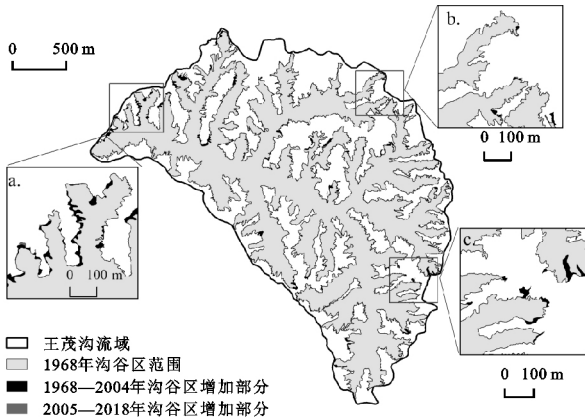 0 500 m
b.
0 100 m
a.
0 100 m
c.
0 100 m
王茂沟流域
1968年沟谷区范围
1968—2004年沟谷区增加部分
2005—2018年沟谷区增加部分